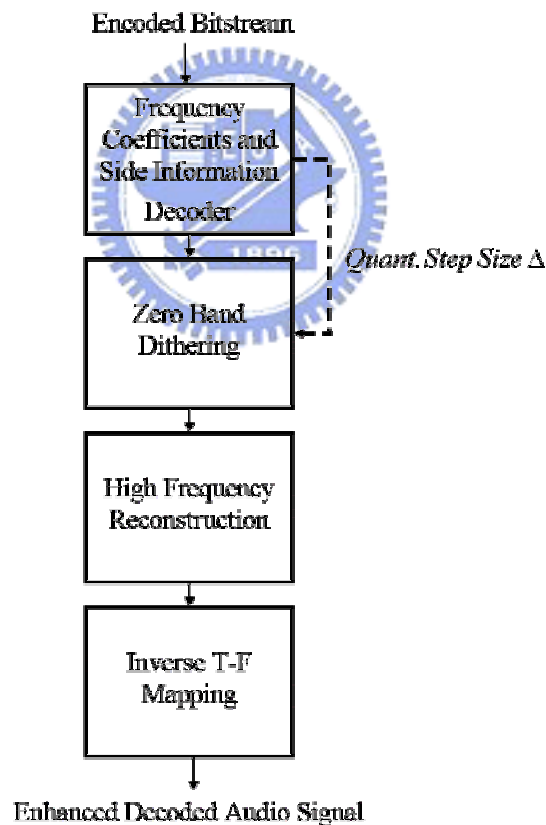 Encoded Bitstream
Frequency
Coefficients and
Side Information
Decoder
Quant. Step Size Δ
1896
Zero Band
Dithering
High Frequency
Reconstruction
Inverse T-F
Mapping
Enhanced Decoded Audio Signal